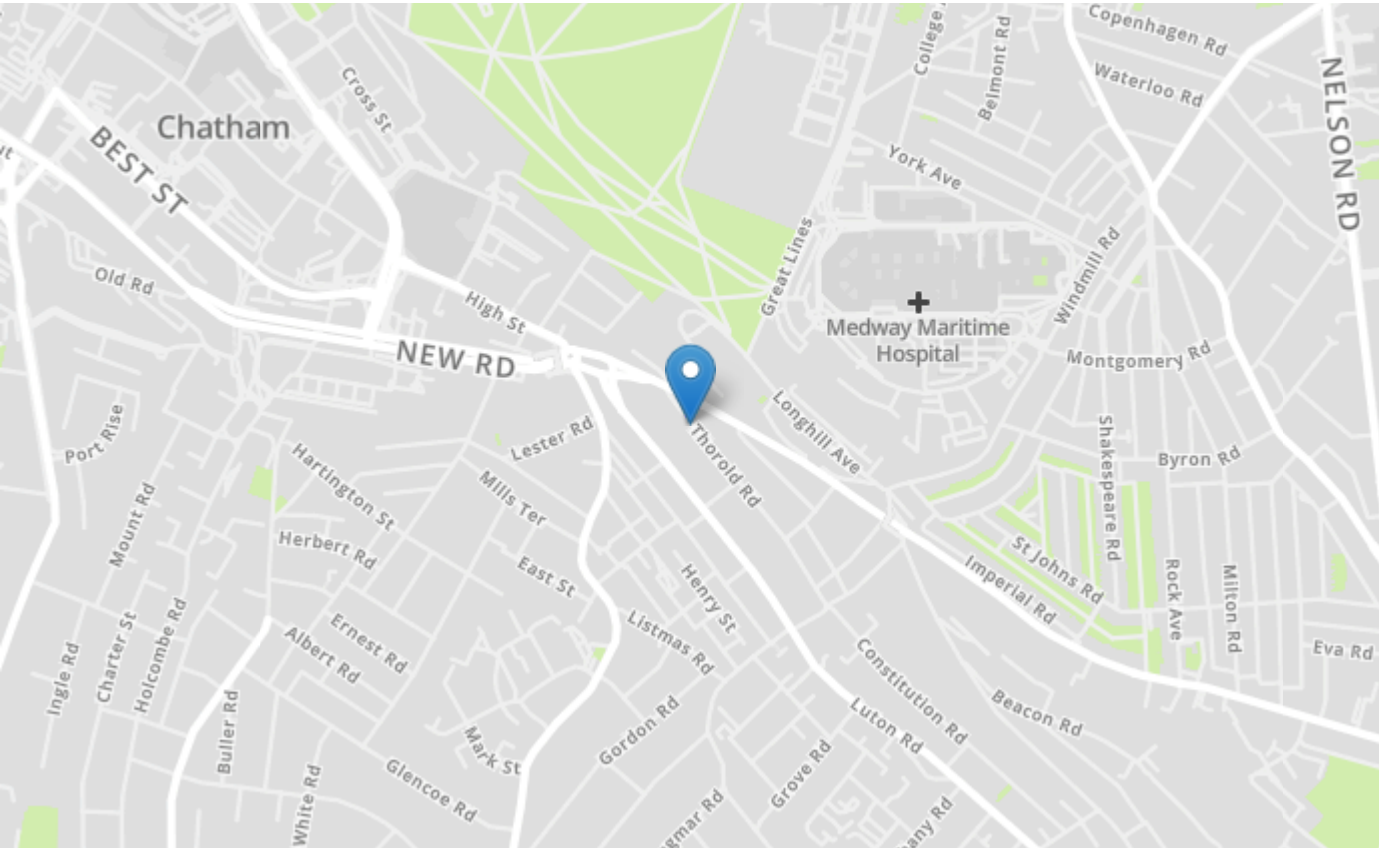 Copenhagen Rd
College
Belmont Rd
Waterloo Rd
NELSON RD
Cross St
Chatham
BEST ST
York Ave
Great Lines
Windmill Rd
Old Rd
High St
Medway Maritime
Hospital
NEW RD
Montgomery Rd
Port Rise
Lester Rd
Longhill Ave
Thorold Rd
Shakespeare Rd
Byron Rd
Hartington St
Mills Ter
Mount Rd
Herbert Rd
East St
Henry St
St Johns Rd
Imperial Rd
Rock Ave
Milton Rd
Eva Rd
Ingle Rd
Charter St
Holcombe Rd
Ernest Rd
Albert Rd
Listmas Rd
Constitution Rd
Beacon Rd
Buller Rd
Gordon Rd
Luton Rd
Mark St
Glencoe Rd
Grove Rd
White Rd
gmar Rd
any Rd